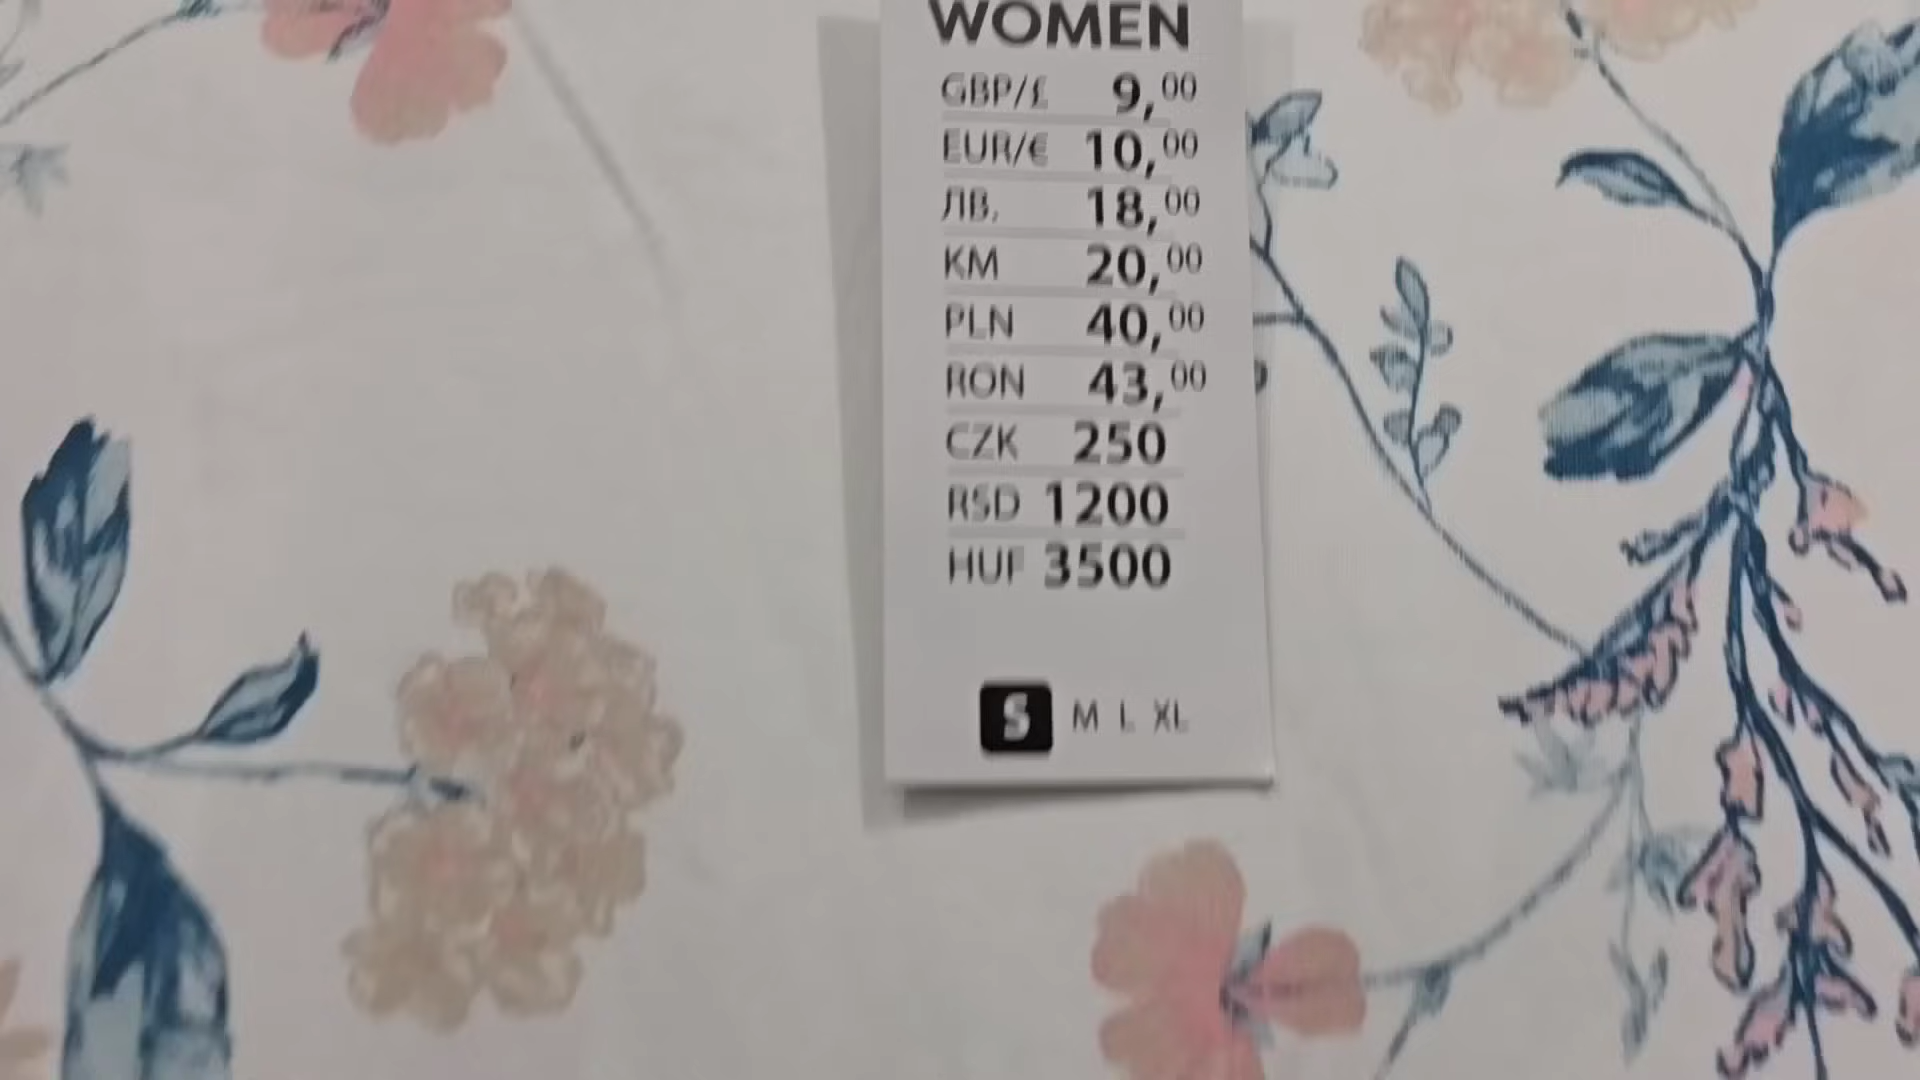 WOMEN
GBP/£ 9,00
EUR/€ 10,00
ЛВ. 18,00
KM 20,00
PLN 40,00
RON 43,00
CZK 250
RSD 1200
HUF 3500
S M L XL